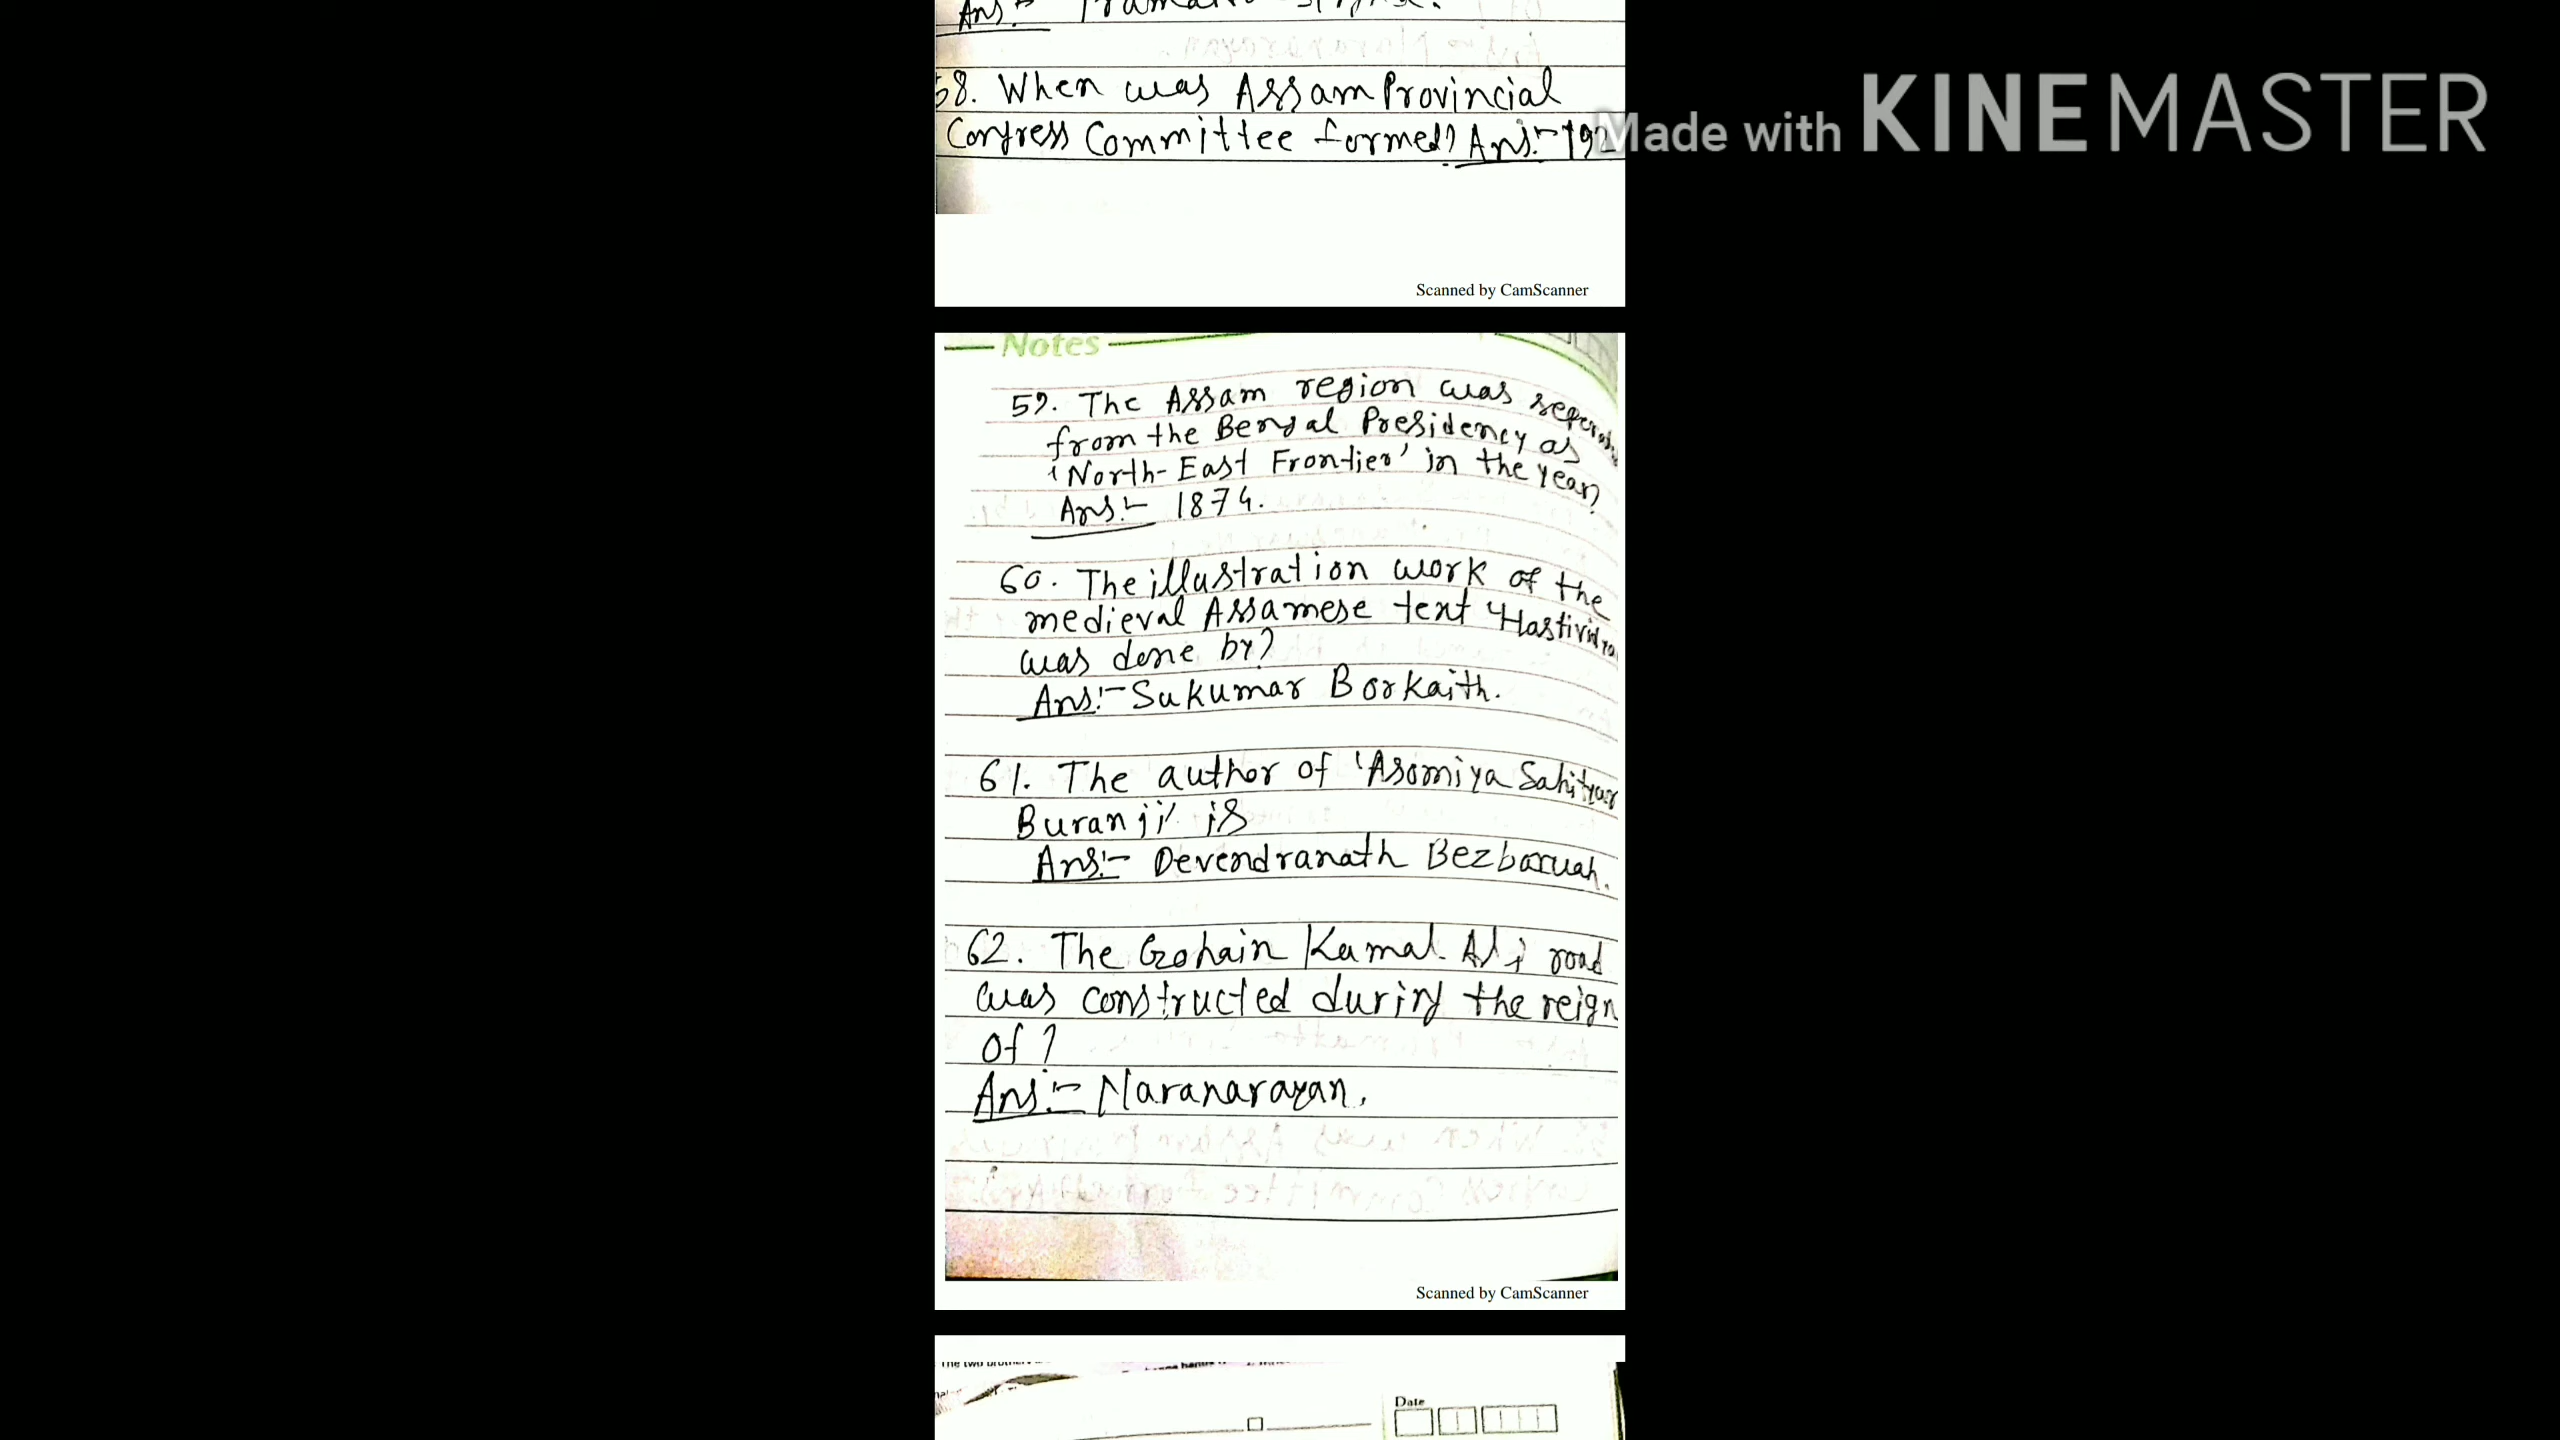 Ans:-
58. When was Assam Provincial
Congress Committee formed? Ans:- 192
Made with KINEMASTER
Scanned by CamScanner
Notes
59. The Assam region was
from the Bengal Presidency as
'North-East Frontier' in the year?
Ans:- 1874.
60. The illustration work of the
medieval Assamese text
was done by?
Ans:- Sukumar Borkaith.
61. The author of 'Asomiya
Buranji' is
Ans:- Devendranath Bezbaruah.
62. The Gohain Kamal Ali road
was constructed during the reign
of?
Ans:- Naranarayan.
Scanned by CamScanner
Date